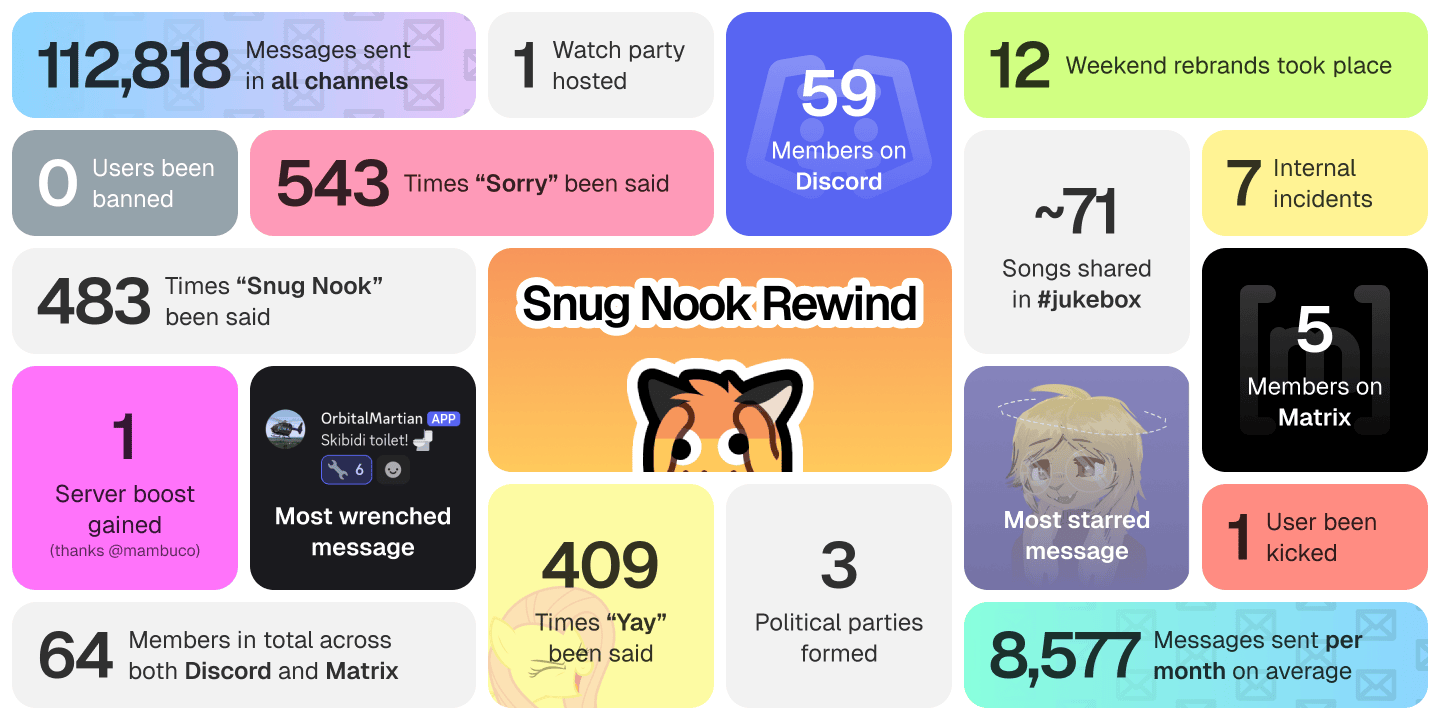 112,818
Messages sent
in all channels
1
Watch party
hosted
59
Members on
Discord
12
Weekend rebrands took place
0
Users been
banned
543
Times “Sorry” been said
~71
Songs shared
in #jukebox
7
Internal
incidents
483
Times “Snug Nook”
been said
Snug Nook Rewind
5
Members on
Matrix
1
Server boost
gained
(thanks @mambuco)
OrbitalMartian APP
Skibidi toilet!
6
Most wrenched
message
409
Times “Yay”
been said
3
Political parties
formed
Most starred
message
1
User been
kicked
64
Members in total across
both Discord and Matrix
8,577
Messages sent per
month on average